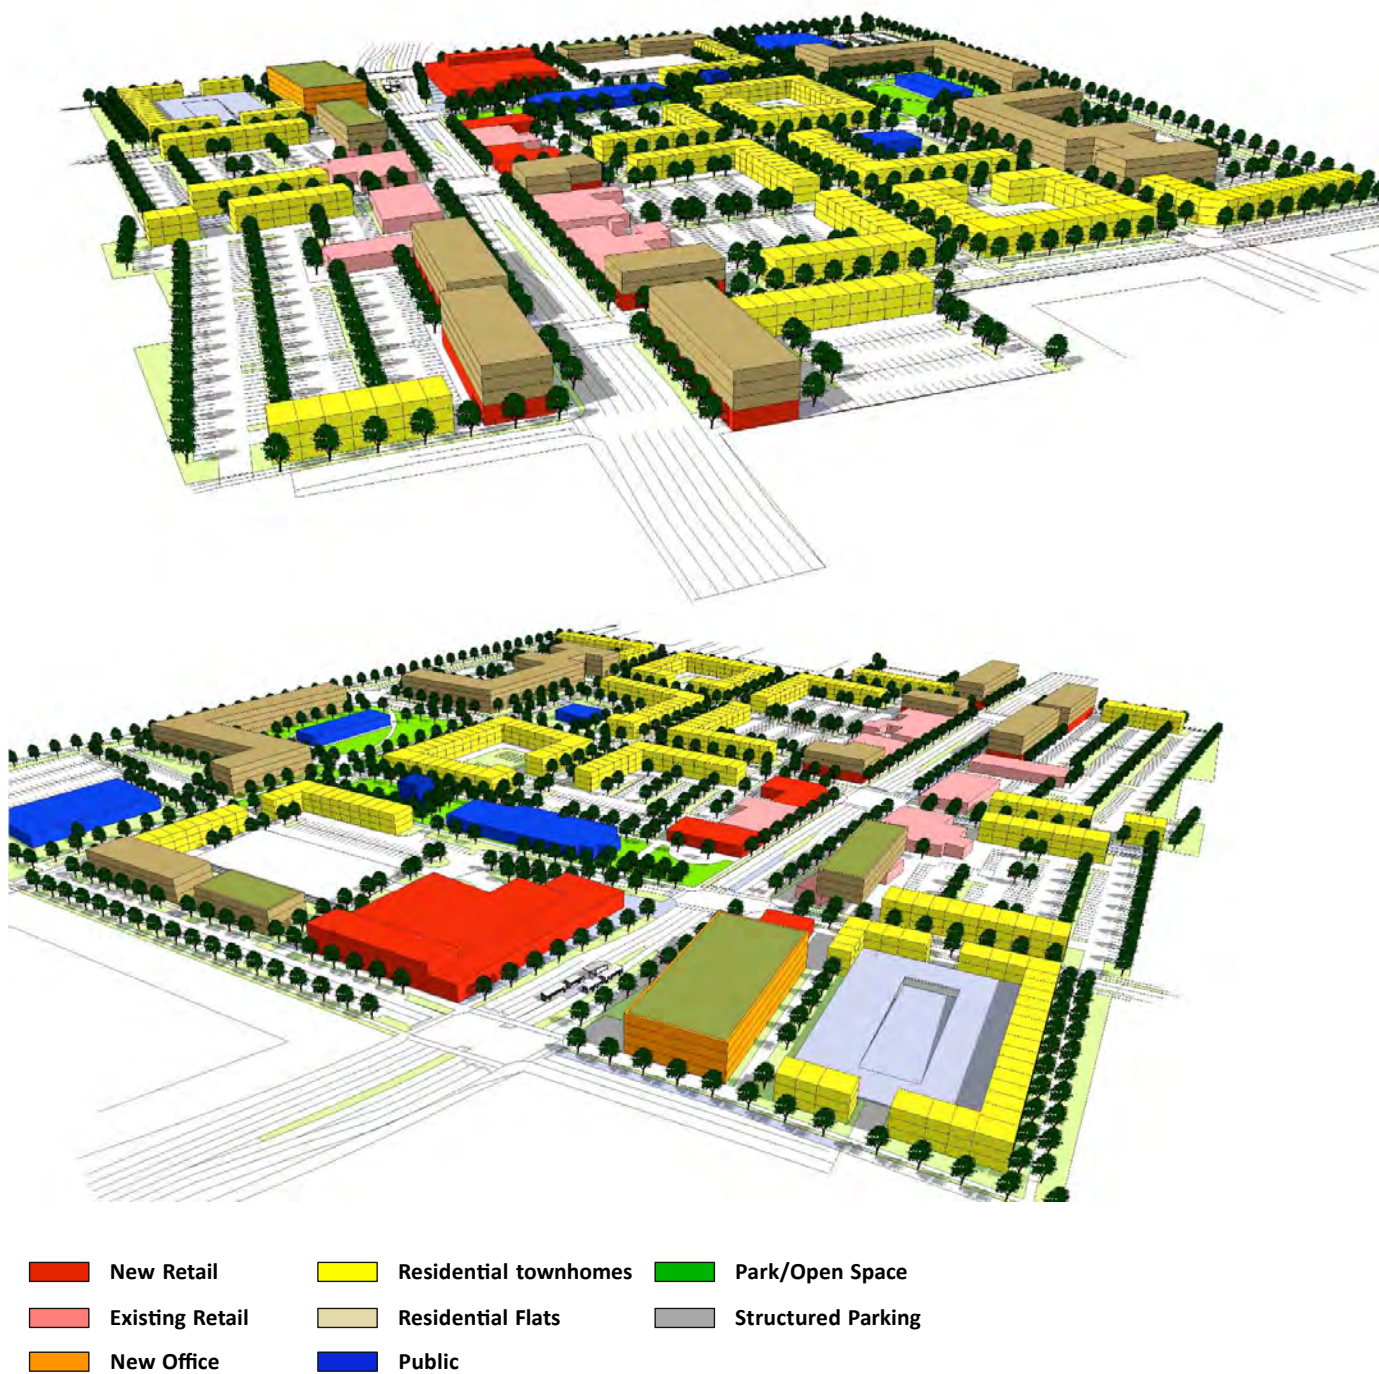 New Retail
Residential townhomes
Park/Open Space
Existing Retail
Residential Flats
Structured Parking
New Office
Public